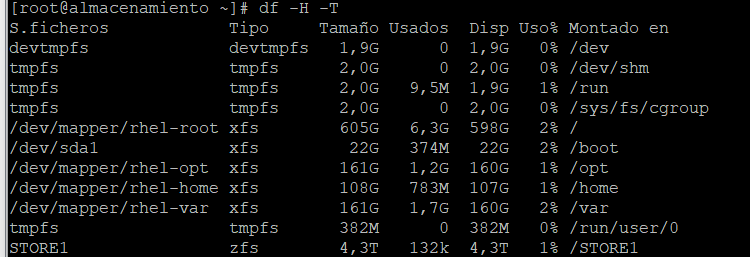 [root@almacenamiento ~]# df -H -T
S.ficheros Tipo Tamaño Usados Disp Uso% Montado en
devtmpfs devtmpfs 1,9G 0 1,9G 0% /dev
tmpfs tmpfs 2,0G 0 2,0G 0% /dev/shm
tmpfs tmpfs 2,0G 9,5M 1,9G 1% /run
tmpfs tmpfs 2,0G 0 2,0G 0% /sys/fs/cgroup
/dev/mapper/rhel-root xfs 605G 6,3G 598G 2% /
/dev/sda1 xfs 22G 374M 22G 2% /boot
/dev/mapper/rhel-opt xfs 161G 1,2G 160G 1% /opt
/dev/mapper/rhel-home xfs 108G 783M 107G 1% /home
/dev/mapper/rhel-var xfs 161G 1,7G 160G 2% /var
tmpfs tmpfs 382M 0 382M 0% /run/user/0
STORE1 zfs 4,3T 132k 4,3T 1% /STORE1